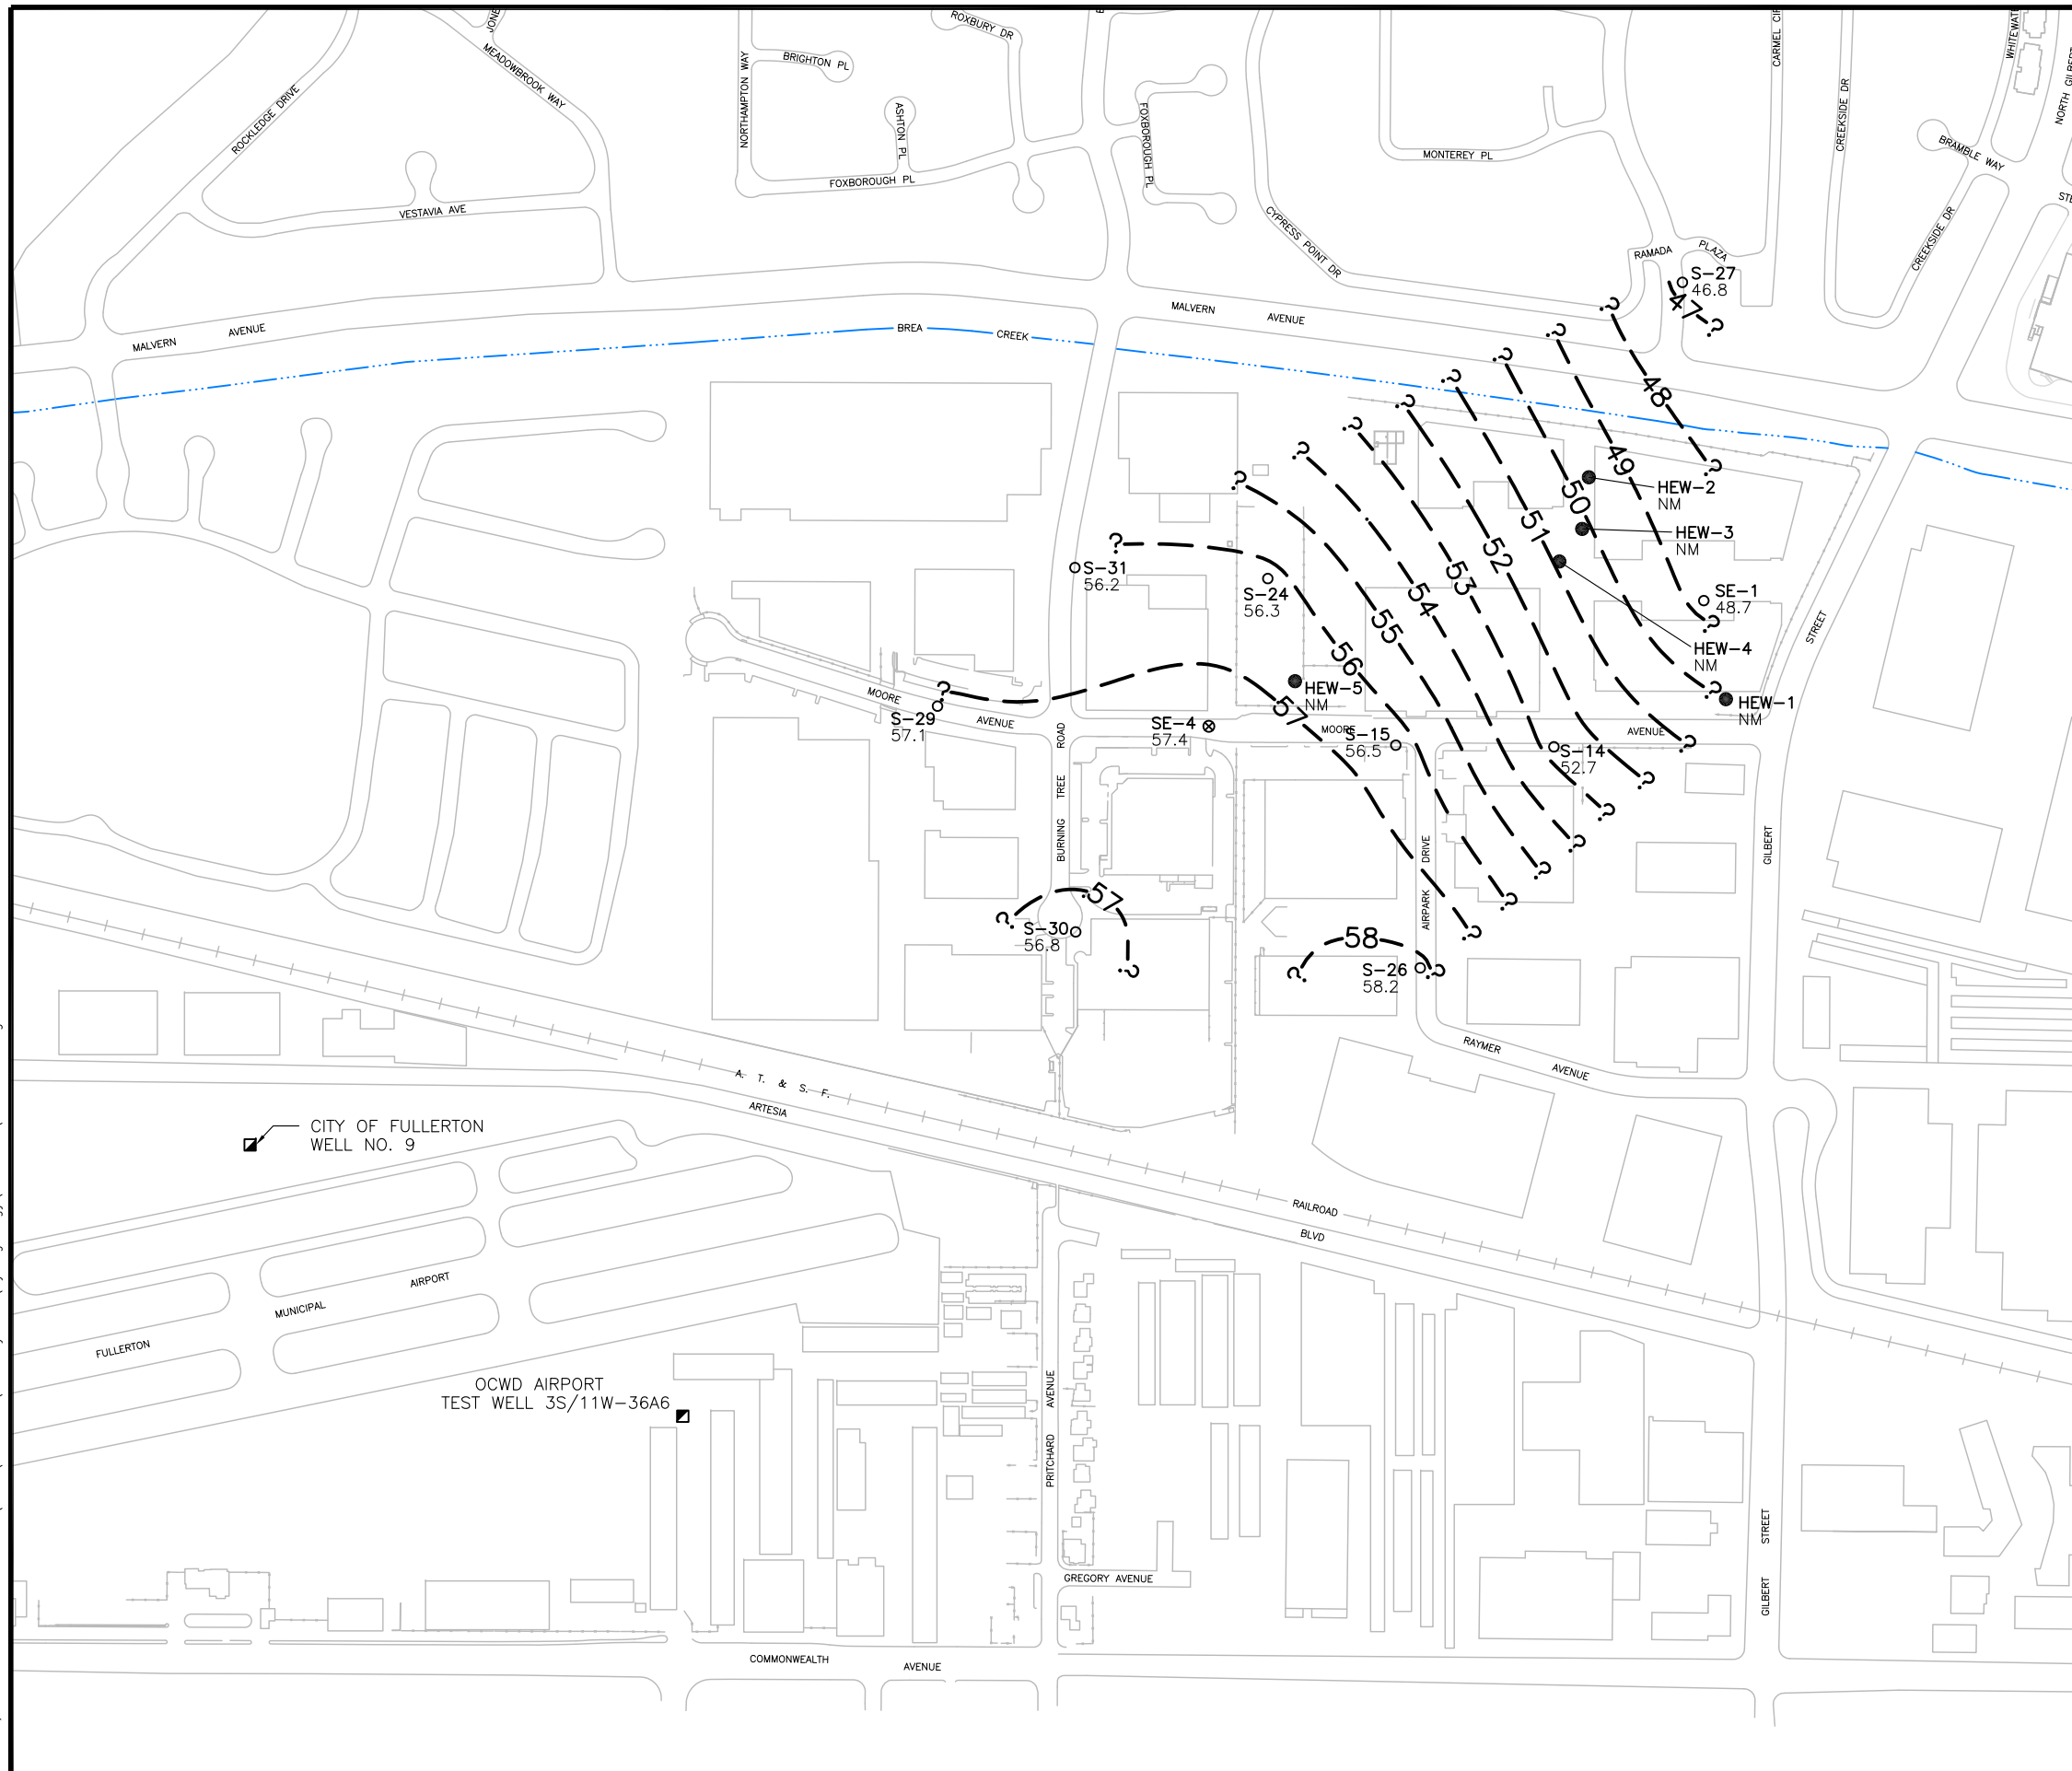 JONE
MEADOWBROOK WAY
ROCKLEDGE DRIVE
VESTAVIA AVE
NORTHAMPTON WAY
BRIGHTON PL
ASHTON PL
ROXBURY DR
FOXBOROUGH PL
FOXBOROUGH PL
CYPRESS POINT DR
MONTEREY PL
CARMEL CIR
CREEKSIDE DR
WHITEWATE
NORTH GILBERT
BRAMBLE WAY
CREEKSIDE DR
STE
RAMADA PLAZA
S-27
46.8
MALVERN AVENUE
BREA CREEK
MALVERN AVENUE
? 47 ?
? 48 ?
? 49 ?
? 50 ?
? 51 ?
? 52 ?
? 53 ?
? 54 ?
? 55 ?
? 56 ?
? 57 ?
HEW-2
NM
HEW-3
NM
SE-1
48.7
HEW-4
NM
HEW-1
NM
S-31
56.2
S-24
56.3
HEW-5
NM
S-29
57.1
MOORE AVENUE
SE-4
57.4
MOORE AVENUE
S-15
56.5
S-14
52.7
BURNING TREE ROAD
AIRPARK DRIVE
GILBERT STREET
? 57 ?
S-30
56.8
? 58 ?
S-26
58.2
RAYMER AVENUE
A. T. & S. F. RAILROAD
ARTESIA BLVD
CITY OF FULLERTON
WELL NO. 9
FULLERTON MUNICIPAL AIRPORT
OCWD AIRPORT
TEST WELL 3S/11W-36A6
PRITCHARD AVENUE
GREGORY AVENUE
GILBERT STREET
COMMONWEALTH AVENUE